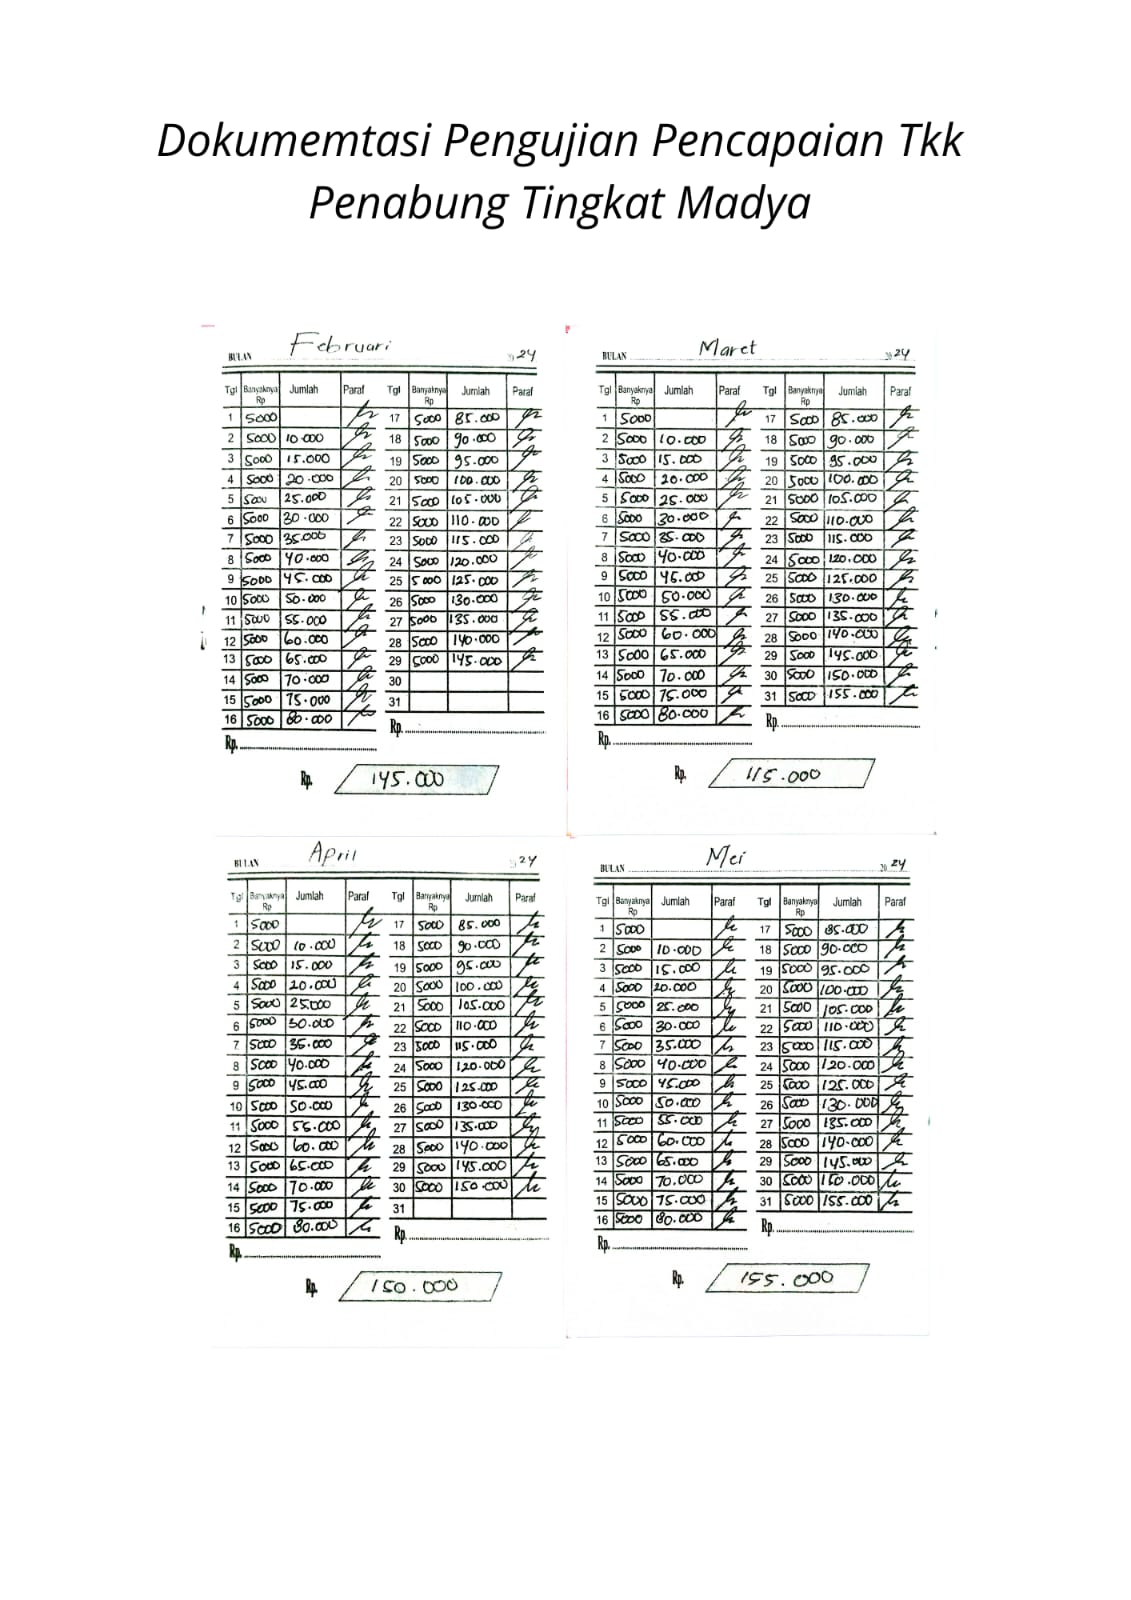 Dokumemtasi Pengujian Pencapaian Tkk
Penabung Tingkat Madya
BULAN Februari 24
Tgl Banyaknya Rp Jumlah Paraf Tgl Banyaknya Rp Jumlah Paraf
1 5000 17 5000 85.000
2 5000 10.000 18 5000 90.000
3 5000 15.000 19 5000 95.000
4 5000 20.000 20 5000 100.000
5 5000 25.000 21 5000 105.000
6 5000 30.000 22 5000 110.000
7 5000 35.000 23 5000 115.000
8 5000 40.000 24 5000 120.000
9 5000 45.000 25 5000 125.000
10 5000 50.000 26 5000 130.000
11 5000 55.000 27 5000 135.000
12 5000 60.000 28 5000 140.000
13 5000 65.000 29 5000 145.000
14 5000 70.000 30
15 5000 75.000 31
16 5000 80.000 Rp.
Rp.
Rp. 145.000
BULAN Maret 2024
Tgl Banyaknya Rp Jumlah Paraf Tgl Banyaknya Rp Jumlah Paraf
1 5000 17 5000 85.000
2 5000 10.000 18 5000 90.000
3 5000 15.000 19 5000 95.000
4 5000 20.000 20 5000 100.000
5 5000 25.000 21 5000 105.000
6 5000 30.000 22 5000 110.000
7 5000 35.000 23 5000 115.000
8 5000 40.000 24 5000 120.000
9 5000 45.000 25 5000 125.000
10 5000 50.000 26 5000 130.000
11 5000 55.000 27 5000 135.000
12 5000 60.000 28 5000 140.000
13 5000 65.000 29 5000 145.000
14 5000 70.000 30 5000 150.000
15 5000 75.000 31 5000 155.000
16 5000 80.000 Rp.
Rp.
Rp. 115.000
BULAN April 24
Tgl Banyaknya Rp Jumlah Paraf Tgl Banyaknya Rp Jumlah Paraf
1 5000 17 5000 85.000
2 5000 10.000 18 5000 90.000
3 5000 15.000 19 5000 95.000
4 5000 20.000 20 5000 100.000
5 5000 25.000 21 5000 105.000
6 5000 30.000 22 5000 110.000
7 5000 35.000 23 5000 115.000
8 5000 40.000 24 5000 120.000
9 5000 45.000 25 5000 125.000
10 5000 50.000 26 5000 130.000
11 5000 55.000 27 5000 135.000
12 5000 60.000 28 5000 140.000
13 5000 65.000 29 5000 145.000
14 5000 70.000 30 5000 150.000
15 5000 75.000 31
16 5000 80.000 Rp.
Rp.
Rp. 150.000
BULAN Mei 2024
Tgl Banyaknya Rp Jumlah Paraf Tgl Banyaknya Rp Jumlah Paraf
1 5000 17 5000 85.000
2 5000 10.000 18 5000 90.000
3 5000 15.000 19 5000 95.000
4 5000 20.000 20 5000 100.000
5 5000 25.000 21 5000 105.000
6 5000 30.000 22 5000 110.000
7 5000 35.000 23 5000 115.000
8 5000 40.000 24 5000 120.000
9 5000 45.000 25 5000 125.000
10 5000 50.000 26 5000 130.000
11 5000 55.000 27 5000 135.000
12 5000 60.000 28 5000 140.000
13 5000 65.000 29 5000 145.000
14 5000 70.000 30 5000 150.000
15 5000 75.000 31 5000 155.000
16 5000 80.000 Rp.
Rp.
Rp. 155.000